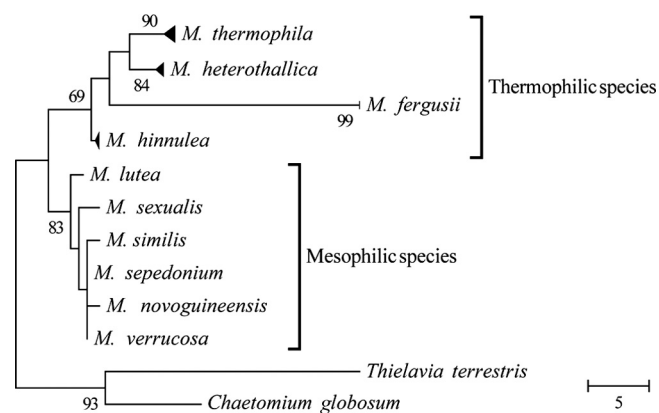 90
M. thermophila
M. heterothallica
84
69
M. fergusii
99
Thermophilic species
M. hinnulea
M. lutea
M. sexualis
83
M. similis
Mesophilic species
M. sepedonium
M. novoguineensis
M. verrucosa
Thielavia terrestris
93
Chaetomium globosum
5